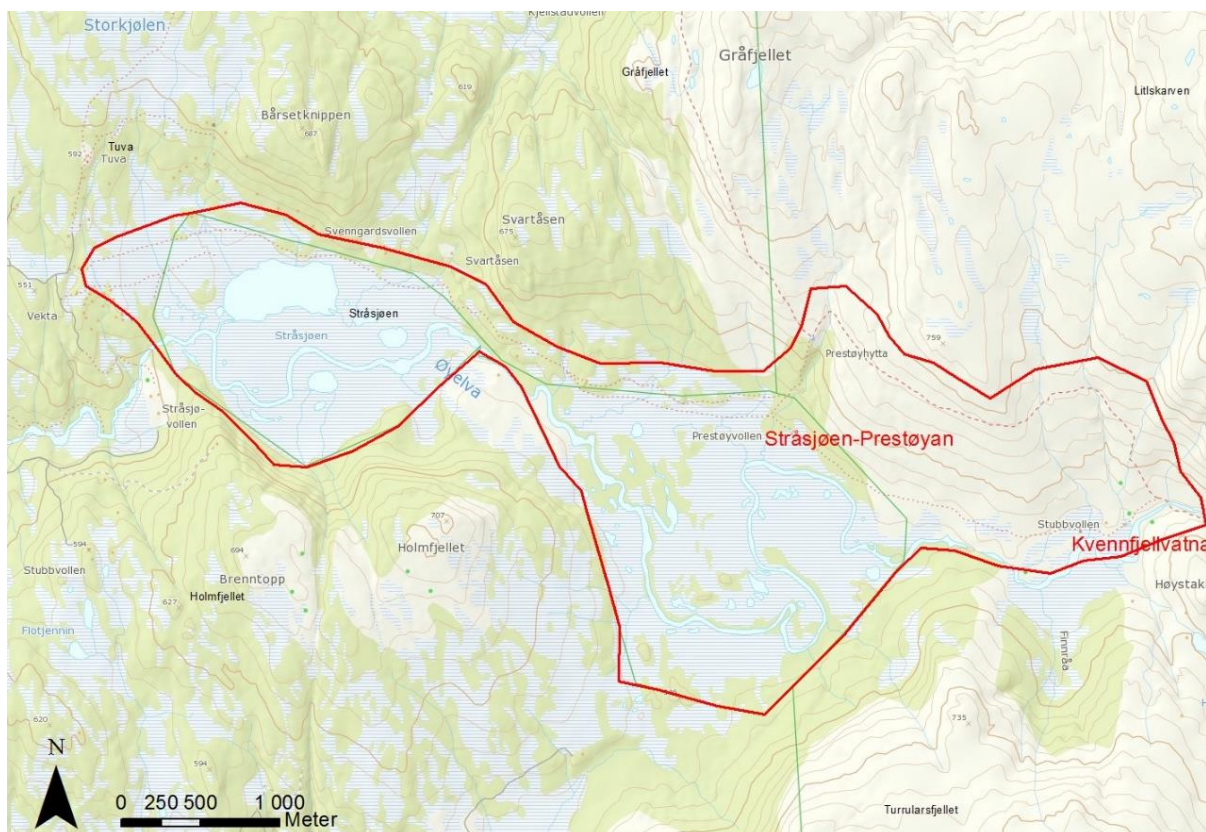 Kjellstadvollen
Storkjølen
Gråfjellet
Gråfjellet
Litlskarven
619
Bårsetknippen
687
592
Tuva
Tuva
Svartåsen
675
Svenngardsvollen
Svartåsen
551
Vekta
Stråsjøen
Stråsjøen
759
Prestøyhytta
Øyelva
Stråsjø-
vollen
Prestøyvollen
Stråsjøen-Prestøyan
707
Holmfjellet
694
594
Stubbvollen
Brenntopp
Holmfjellet
627
Flotjennin
Stubbvollen
Kvennfjellvatna
Høystak
Finnråa
620
594
735
Turrularsfjellet
N
0 250 500 1 000
Meter